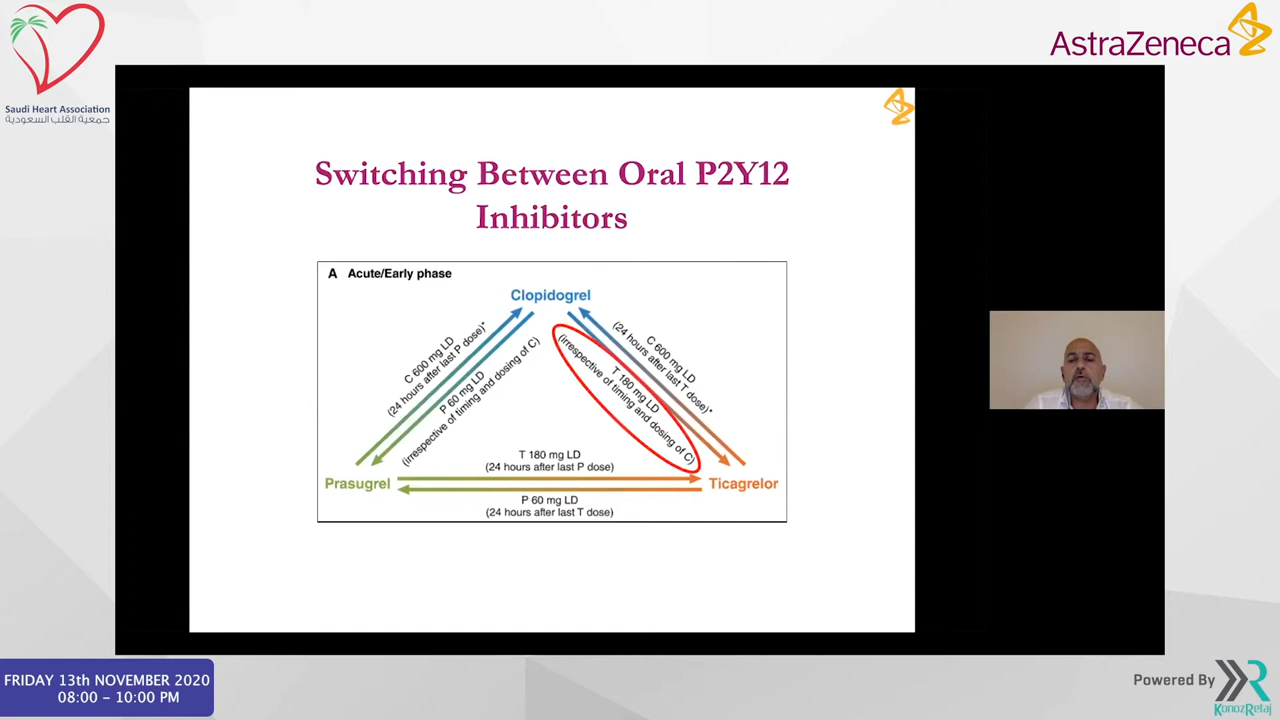 Saudi Heart Association
جمعية القلب السعودية
AstraZeneca
Switching Between Oral P2Y12
Inhibitors
A Acute/Early phase
Clopidogrel
C 600 mg LD
(24 hours after last P dose)*
P 60 mg LD
(irrespective of timing and dosing of C)
C 600 mg LD
(24 hours after last T dose)*
T 180 mg LD
(irrespective of timing and dosing of C)
T 180 mg LD
(24 hours after last P dose)
Prasugrel
Ticagrelor
P 60 mg LD
(24 hours after last T dose)
FRIDAY 13th NOVEMBER 2020
08:00 – 10:00 PM
Powered By
KonozRetaj